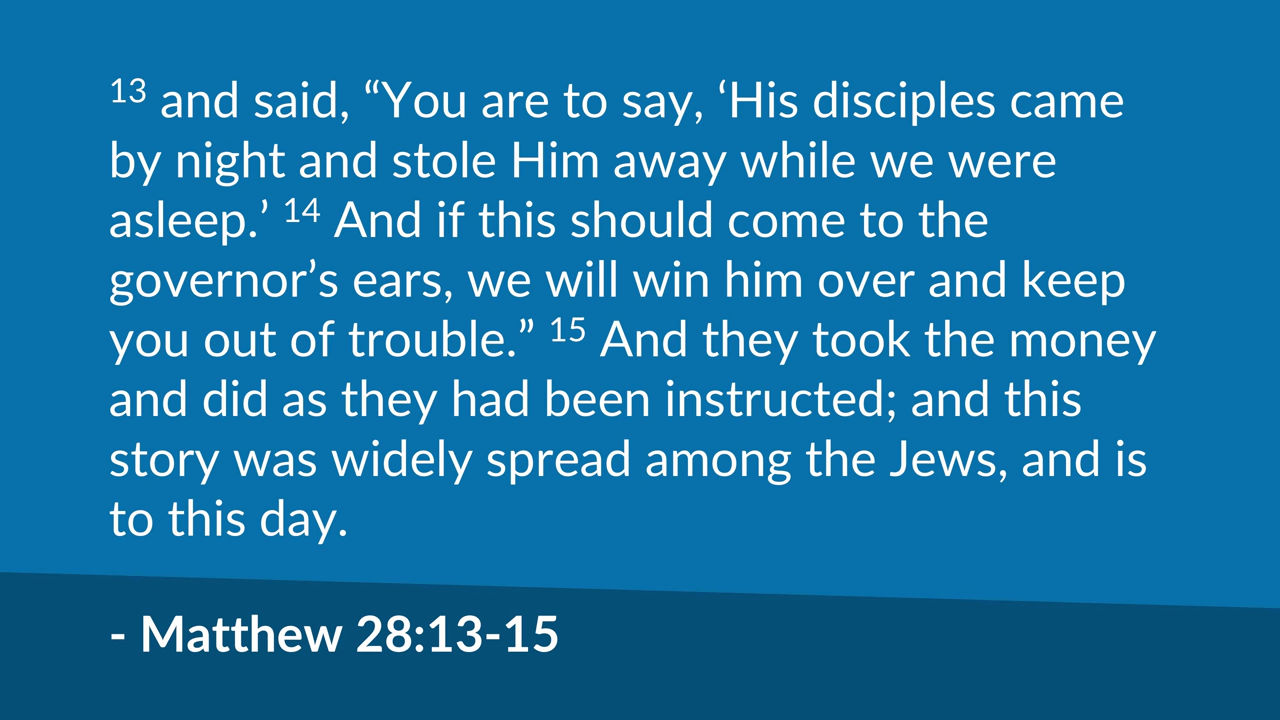 13 and said, “You are to say, ‘His disciples came
by night and stole Him away while we were
asleep.’ 14 And if this should come to the
governor’s ears, we will win him over and keep
you out of trouble.” 15 And they took the money
and did as they had been instructed; and this
story was widely spread among the Jews, and is
to this day.
- Matthew 28:13-15